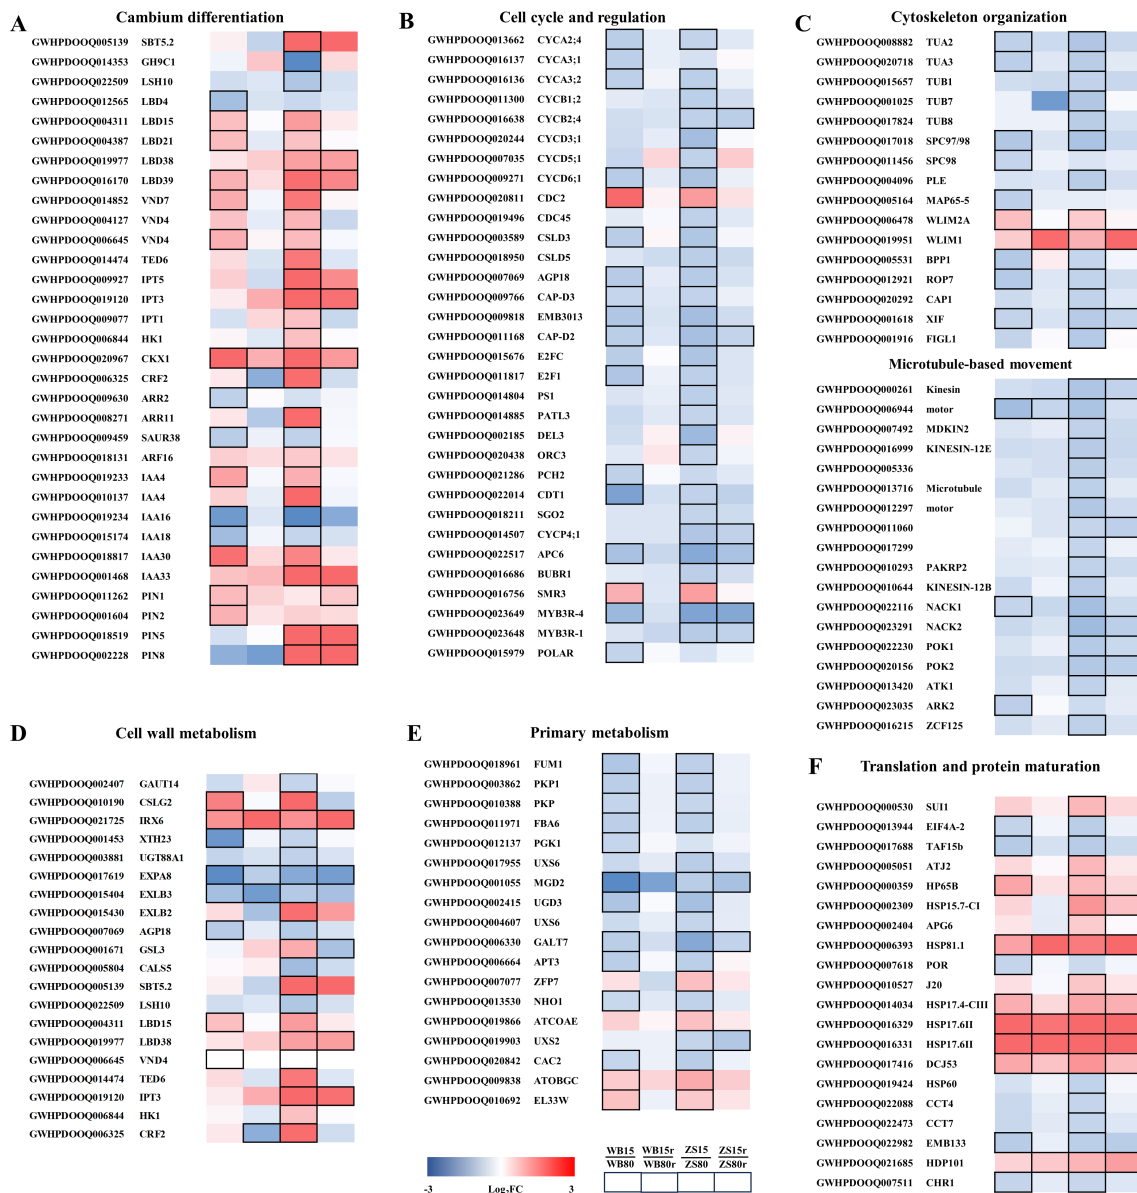 A Cambium differentiation
GWHPDOOQ005139 SBT5.2
GWHPDOOQ014353 GH9C1
GWHPDOOQ022509 LSH10
GWHPDOOQ012565 LBD4
GWHPDOOQ004311 LBD15
GWHPDOOQ004387 LBD21
GWHPDOOQ019977 LBD38
GWHPDOOQ016170 LBD39
GWHPDOOQ014852 VND7
GWHPDOOQ004127 VND4
GWHPDOOQ006645 VND4
GWHPDOOQ014474 TED6
GWHPDOOQ009927 IPT5
GWHPDOOQ019120 IPT3
GWHPDOOQ009077 IPT1
GWHPDOOQ006844 HK1
GWHPDOOQ020967 CKX1
GWHPDOOQ006325 CRF2
GWHPDOOQ009630 ARR2
GWHPDOOQ008271 ARR11
GWHPDOOQ009459 SAUR38
GWHPDOOQ018131 ARF16
GWHPDOOQ019233 IAA4
GWHPDOOQ010137 IAA4
GWHPDOOQ019234 IAA16
GWHPDOOQ015174 IAA18
GWHPDOOQ018817 IAA30
GWHPDOOQ001468 IAA33
GWHPDOOQ011262 PIN1
GWHPDOOQ001604 PIN2
GWHPDOOQ018519 PIN5
GWHPDOOQ002228 PIN8
B Cell cycle and regulation
GWHPDOOQ013662 CYCA2;4
GWHPDOOQ016137 CYCA3;1
GWHPDOOQ016136 CYCA3;2
GWHPDOOQ011300 CYCB1;2
GWHPDOOQ016638 CYCB2;4
GWHPDOOQ020244 CYCD3;1
GWHPDOOQ007035 CYCD5;1
GWHPDOOQ009271 CYCD6;1
GWHPDOOQ020811 CDC2
GWHPDOOQ019496 CDC45
GWHPDOOQ003589 CSLD3
GWHPDOOQ018950 CSLD5
GWHPDOOQ007069 AGP18
GWHPDOOQ009766 CAP-D3
GWHPDOOQ009818 EMB3013
GWHPDOOQ011168 CAP-D2
GWHPDOOQ015676 E2FC
GWHPDOOQ011817 E2F1
GWHPDOOQ014804 PS1
GWHPDOOQ014885 PATL3
GWHPDOOQ002185 DEL3
GWHPDOOQ020438 ORC3
GWHPDOOQ021286 PCH2
GWHPDOOQ022014 CDT1
GWHPDOOQ018211 SGO2
GWHPDOOQ014507 CYCP4;1
GWHPDOOQ022517 APC6
GWHPDOOQ016686 BUBR1
GWHPDOOQ016756 SMR3
GWHPDOOQ023649 MYB3R-4
GWHPDOOQ023648 MYB3R-1
GWHPDOOQ015979 POLAR
C Cytoskeleton organization
GWHPDOOQ008882 TUA2
GWHPDOOQ020718 TUA3
GWHPDOOQ015657 TUB1
GWHPDOOQ001025 TUB7
GWHPDOOQ017824 TUB8
GWHPDOOQ017018 SPC97/98
GWHPDOOQ011456 SPC98
GWHPDOOQ004096 PLE
GWHPDOOQ005164 MAP65-5
GWHPDOOQ006478 WLIM2A
GWHPDOOQ019951 WLIM1
GWHPDOOQ005531 BPP1
GWHPDOOQ012921 ROP7
GWHPDOOQ020292 CAP1
GWHPDOOQ001618 XIF
GWHPDOOQ001916 FIGL1
Microtubule-based movement
GWHPDOOQ000261 Kinesin
GWHPDOOQ006944 motor
GWHPDOOQ007492 MDKIN2
GWHPDOOQ016999 KINESIN-12E
GWHPDOOQ005336
GWHPDOOQ013716 Microtubule
GWHPDOOQ012297 motor
GWHPDOOQ011060
GWHPDOOQ017299
GWHPDOOQ010293 PAKRP2
GWHPDOOQ010644 KINESIN-12B
GWHPDOOQ022116 NACK1
GWHPDOOQ023291 NACK2
GWHPDOOQ022230 POK1
GWHPDOOQ020156 POK2
GWHPDOOQ013420 ATK1
GWHPDOOQ023035 ARK2
GWHPDOOQ016215 ZCF125
D Cell wall metabolism
GWHPDOOQ002407 GAUT14
GWHPDOOQ010190 CSLG2
GWHPDOOQ021725 IRX6
GWHPDOOQ001453 XTH23
GWHPDOOQ003881 UGT88A1
GWHPDOOQ017619 EXPA8
GWHPDOOQ015404 EXLB3
GWHPDOOQ015430 EXLB2
GWHPDOOQ007069 AGP18
GWHPDOOQ001671 GSL3
GWHPDOOQ005804 CALS5
GWHPDOOQ005139 SBT5.2
GWHPDOOQ022509 LSH10
GWHPDOOQ004311 LBD15
GWHPDOOQ019977 LBD38
GWHPDOOQ006645 VND4
GWHPDOOQ014474 TED6
GWHPDOOQ019120 IPT3
GWHPDOOQ006844 HK1
GWHPDOOQ006325 CRF2
E Primary metabolism
GWHPDOOQ018961 FUM1
GWHPDOOQ003862 PKP1
GWHPDOOQ010388 PKP
GWHPDOOQ011971 FBA6
GWHPDOOQ012137 PGK1
GWHPDOOQ017955 UXS6
GWHPDOOQ001055 MGD2
GWHPDOOQ002415 UGD3
GWHPDOOQ004607 UXS6
GWHPDOOQ006330 GALT7
GWHPDOOQ006664 APT3
GWHPDOOQ007077 ZFP7
GWHPDOOQ013530 NHO1
GWHPDOOQ019866 ATCOAE
GWHPDOOQ019903 UXS2
GWHPDOOQ020842 CAC2
GWHPDOOQ009838 ATOBGC
GWHPDOOQ010692 EL33W
F Translation and protein maturation
GWHPDOOQ000530 SUI1
GWHPDOOQ013944 EIF4A-2
GWHPDOOQ017688 TAF15b
GWHPDOOQ005051 ATJ2
GWHPDOOQ000359 HP65B
GWHPDOOQ002309 HSP15.7-CI
GWHPDOOQ002404 APG6
GWHPDOOQ006393 HSP81.1
GWHPDOOQ007618 POR
GWHPDOOQ010527 J20
GWHPDOOQ014034 HSP17.4-CIII
GWHPDOOQ016329 HSP17.6II
GWHPDOOQ016331 HSP17.6II
GWHPDOOQ017416 DCJ53
GWHPDOOQ019424 HSP60
GWHPDOOQ022088 CCT4
GWHPDOOQ022473 CCT7
GWHPDOOQ022982 EMB133
GWHPDOOQ021685 HDP101
GWHPDOOQ007511 CHR1
WB15 WB15r ZS15 ZS15r
WB80 WB80r ZS80 ZS80r
-3 Log₂FC 3